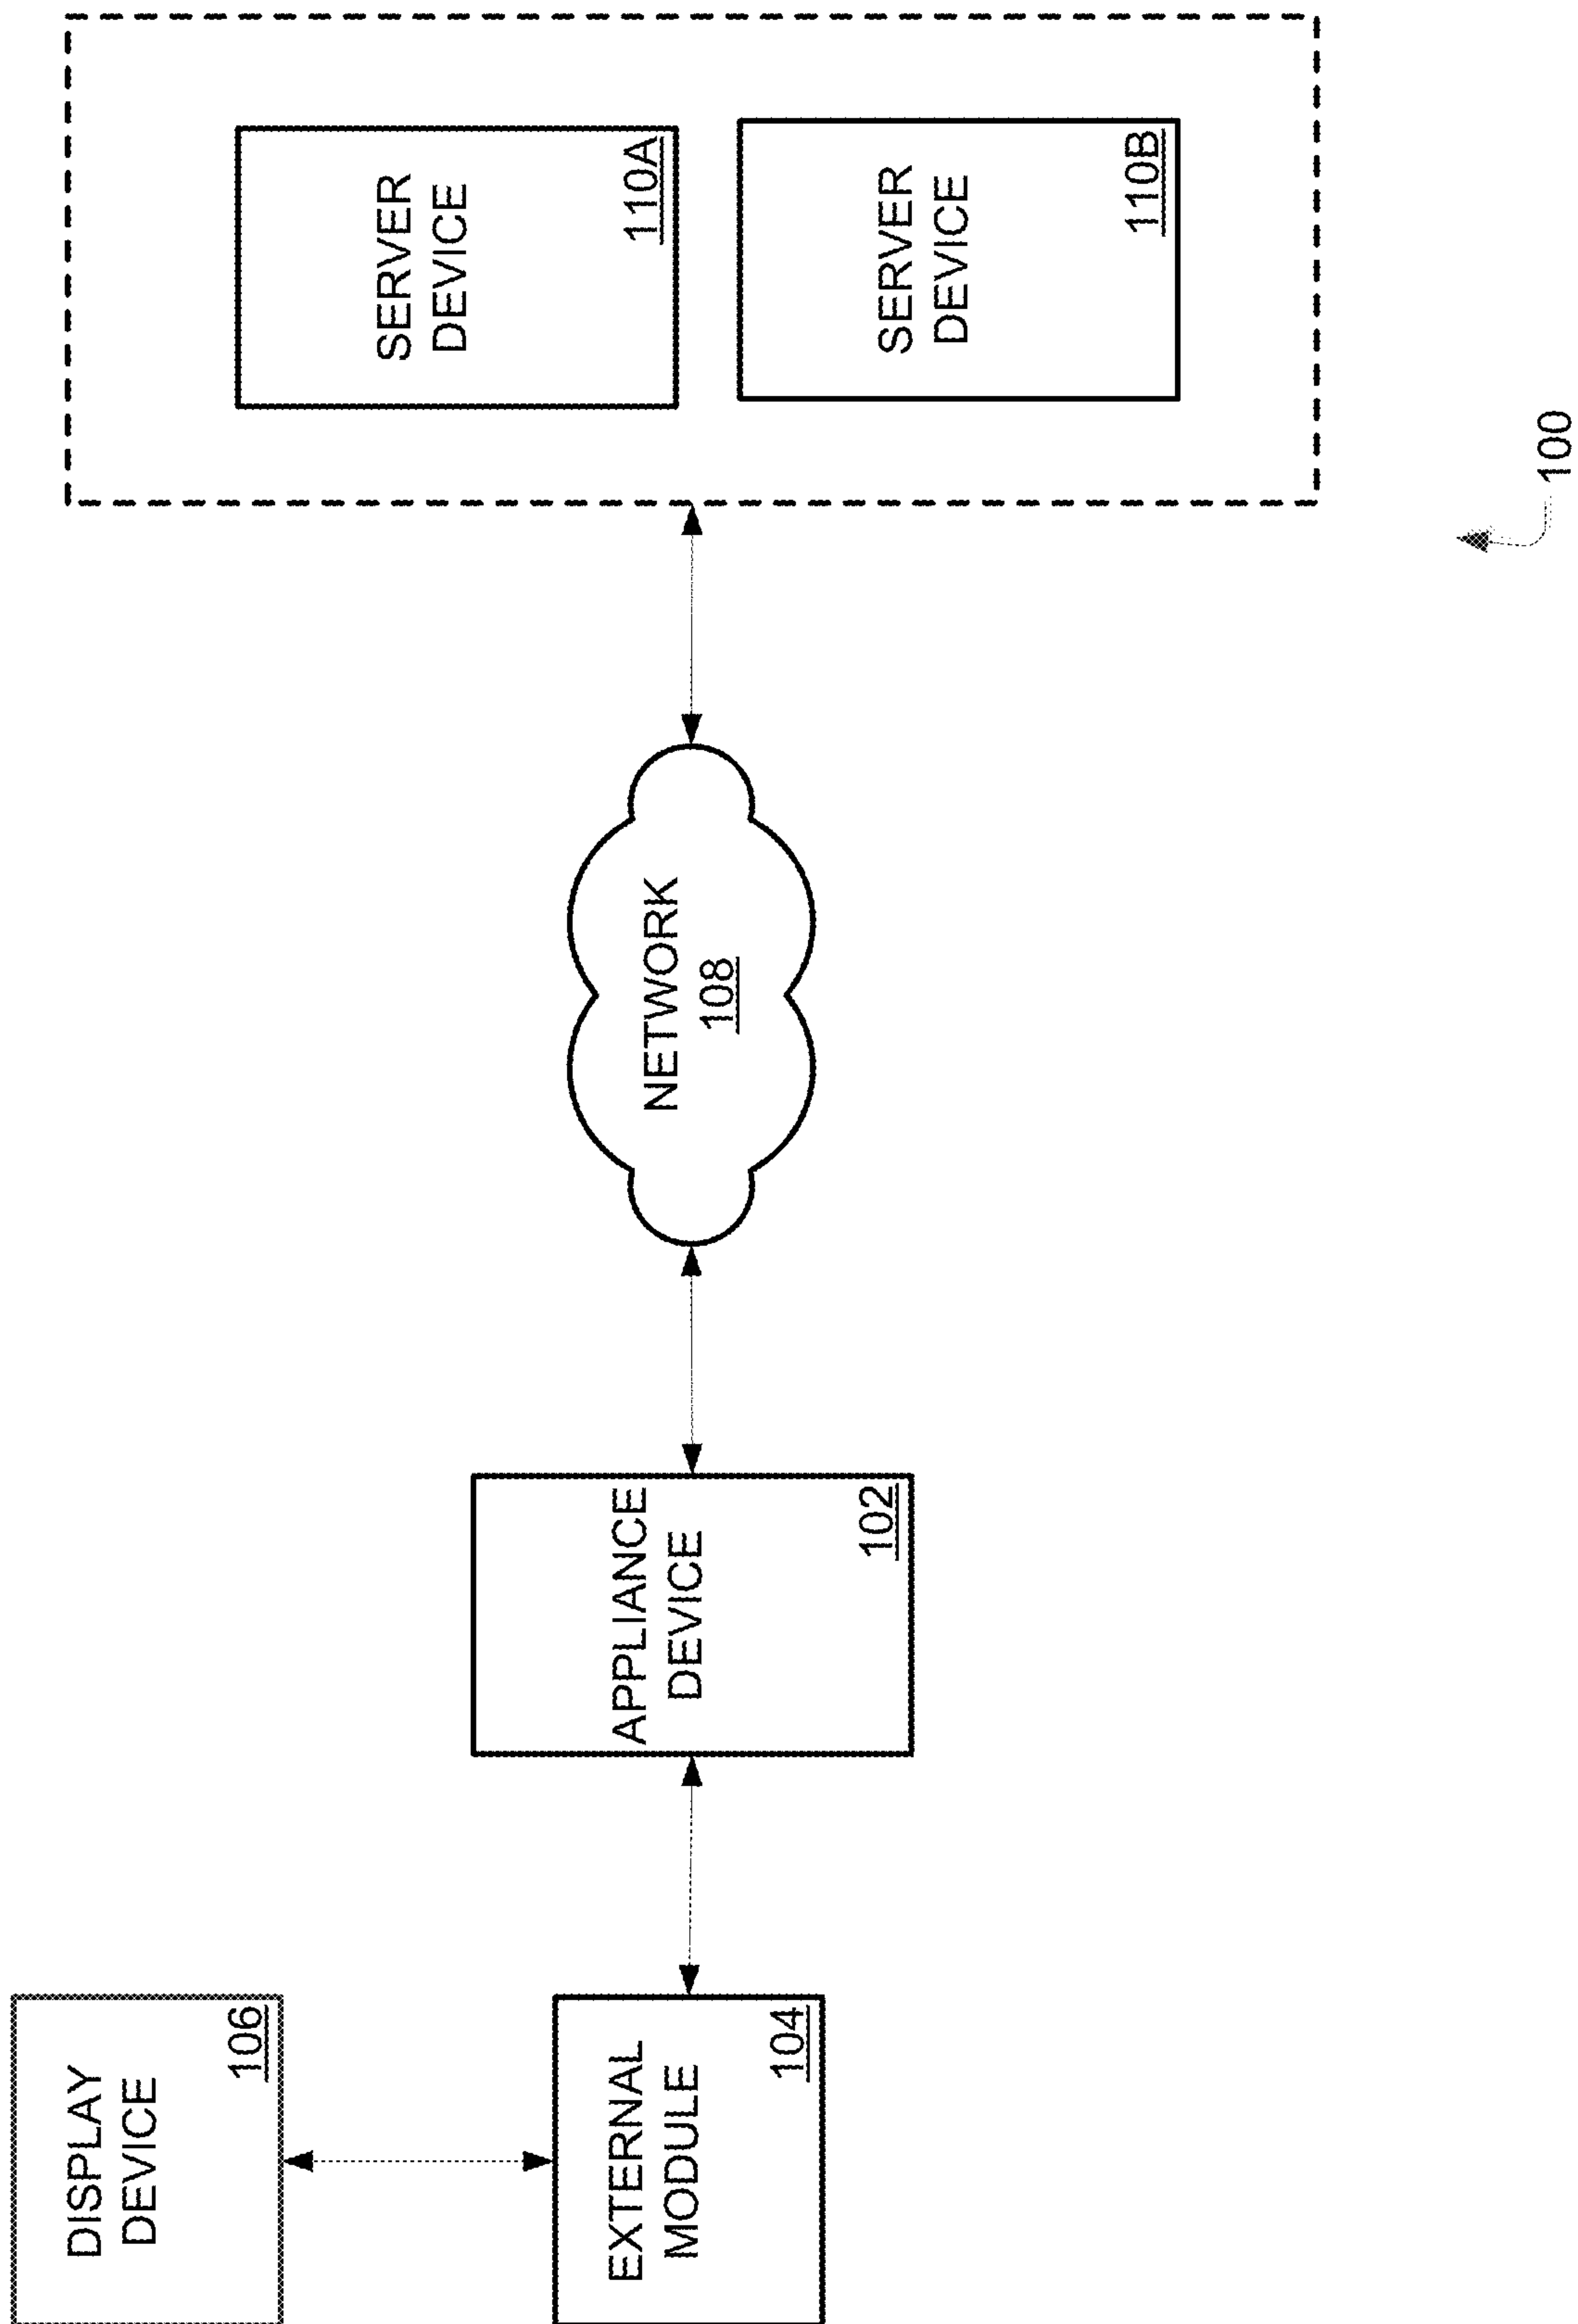 DISPLAY
DEVICE
106
EXTERNAL
MODULE
104
APPLIANCE
DEVICE
102
NETWORK
108
SERVER
DEVICE
110A
SERVER
DEVICE
110B
100